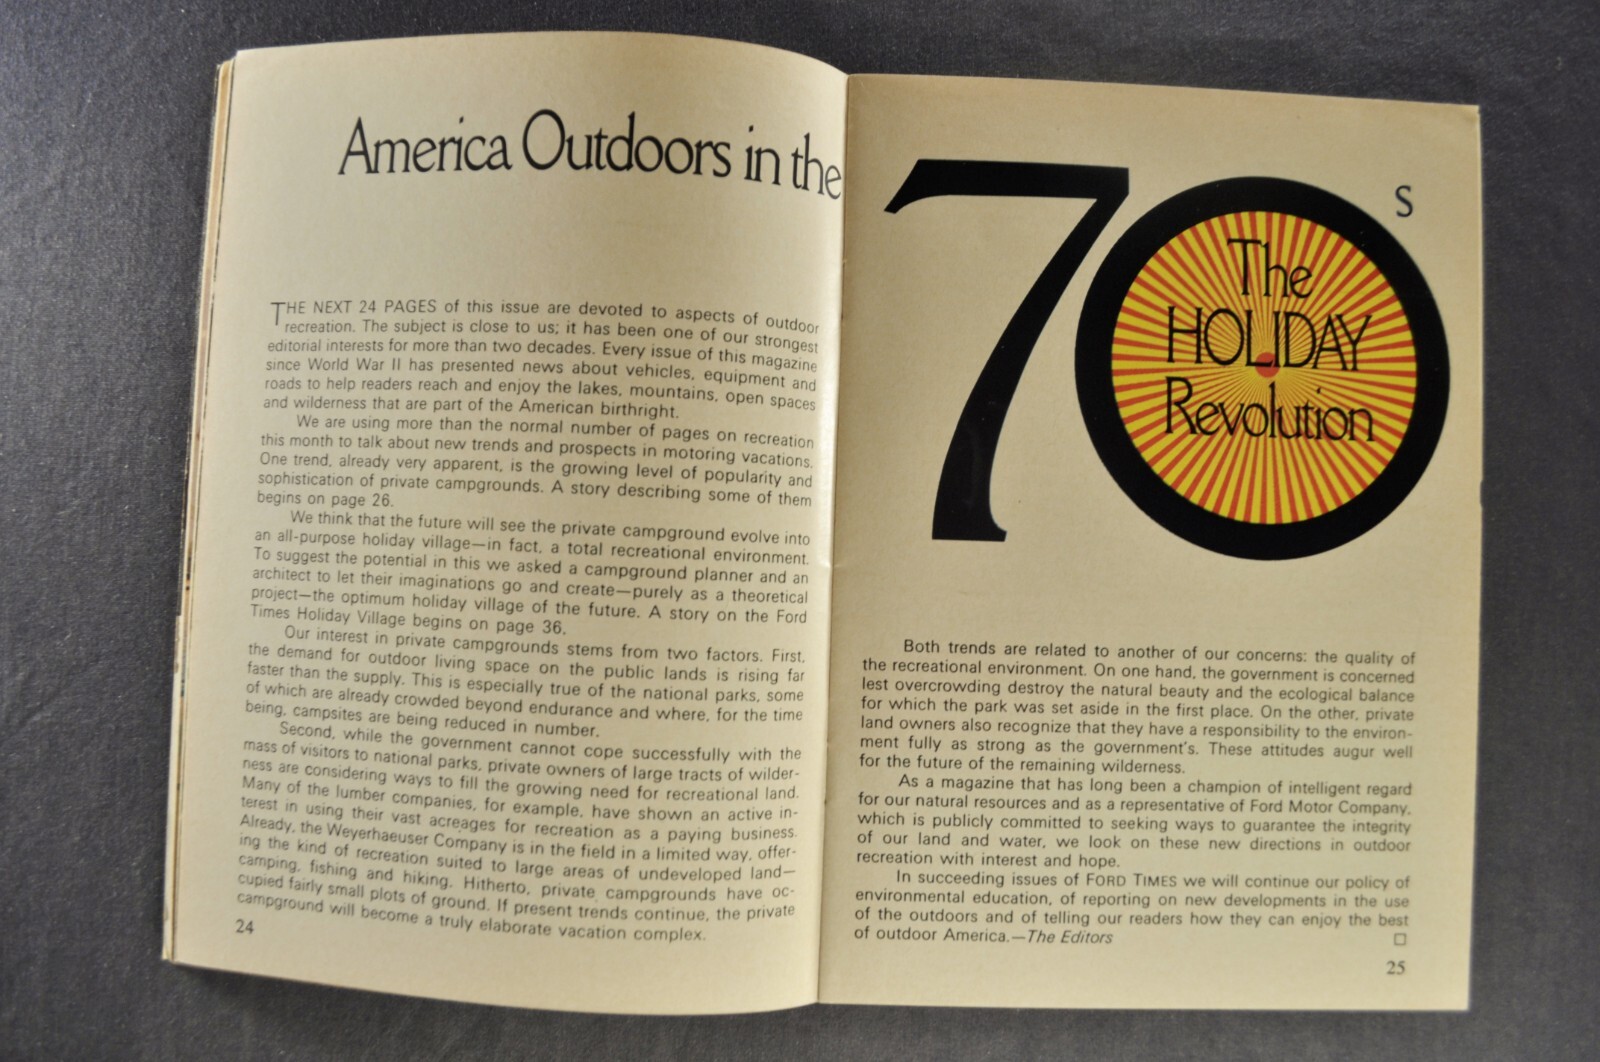 America Outdoors in the
THE NEXT 24 PAGES of this issue are devoted to aspects of outdoor
recreation. The subject is close to us; it has been one of our strongest
editorial interests for more than two decades. Every issue of this magazine
since World War II has presented news about vehicles, equipment and
roads to help readers reach and enjoy the lakes, mountains, open spaces
and wilderness that are part of the American birthright.
We are using more than the normal number of pages on recreation
this month to talk about new trends and prospects in motoring vacations.
One trend, already very apparent, is the growing level of popularity and
sophistication of private campgrounds. A story describing some of them
begins on page 26.
We think that the future will see the private campground evolve into
an all-purpose holiday village—in fact, a total recreational environment.
To suggest the potential in this we asked a campground planner and an
architect to let their imaginations go and create—purely as a theoretical
project—the optimum holiday village of the future. A story on the Ford
Times Holiday Village begins on page 36.
Our interest in private campgrounds stems from two factors. First,
the demand for outdoor living space on the public lands is rising far
faster than the supply. This is especially true of the national parks, some
of which are already crowded beyond endurance and where, for the time
being, campsites are being reduced in number.
Second, while the government cannot cope successfully with the
mass of visitors to national parks, private owners of large tracts of wilder-
ness are considering ways to fill the growing need for recreational land.
Many of the lumber companies, for example, have shown an active in-
terest in using their vast acreages for recreation as a paying business.
Already, the Weyerhaeuser Company is in the field in a limited way, offer-
ing the kind of recreation suited to large areas of undeveloped land—
camping, fishing and hiking. Hitherto, private campgrounds have oc-
cupied fairly small plots of ground. If present trends continue, the private
campground will become a truly elaborate vacation complex.
24
70s
The
HOLIDAY
Revolution
Both trends are related to another of our concerns: the quality of
the recreational environment. On one hand, the government is concerned
lest overcrowding destroy the natural beauty and the ecological balance
for which the park was set aside in the first place. On the other, private
land owners also recognize that they have a responsibility to the environ-
ment fully as strong as the government's. These attitudes augur well
for the future of the remaining wilderness.
As a magazine that has long been a champion of intelligent regard
for our natural resources and as a representative of Ford Motor Company,
which is publicly committed to seeking ways to guarantee the integrity
of our land and water, we look on these new directions in outdoor
recreation with interest and hope.
In succeeding issues of FORD TIMES we will continue our policy of
environmental education, of reporting on new developments in the use
of the outdoors and of telling our readers how they can enjoy the best
of outdoor America.—The Editors □
25